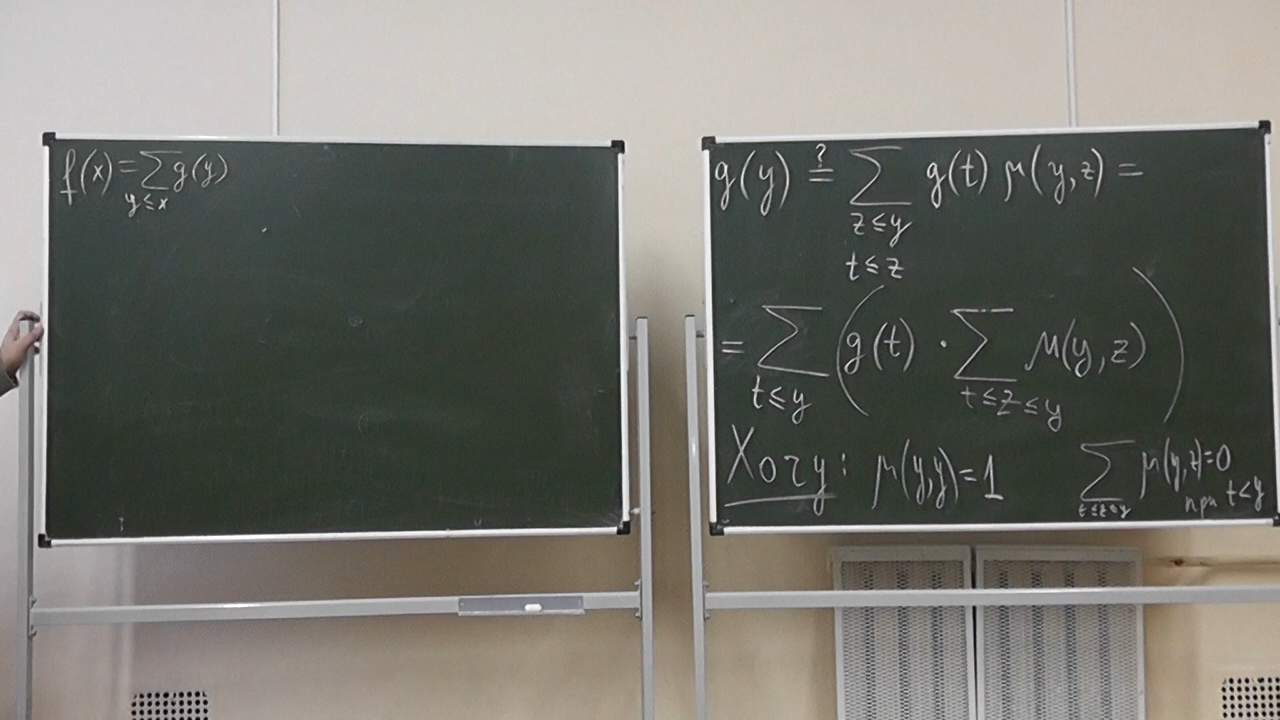 f(x) = ∑ g(y)
y ≤ x
g(y) ?= ∑ g(t) μ(y,z) =
z ≤ y
t ≤ z
= ∑ (g(t) · ∑ μ(y,z))
t ≤ y t ≤ z ≤ y
Хочу: μ(y,y)=1 ∑ μ(y,z)=0
t ≤ z ≤ y при t < y